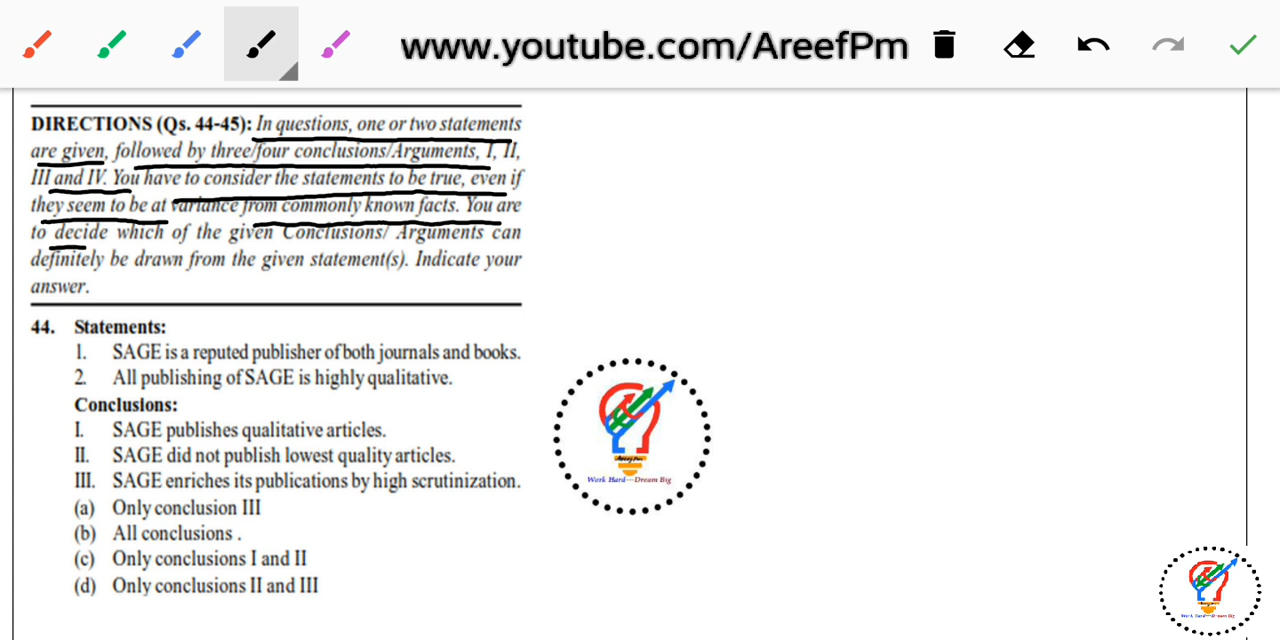 www.youtube.com/AreefPm
DIRECTIONS (Qs. 44-45): In questions, one or two statements
are given, followed by three/four conclusions/Arguments, I, II,
III and IV. You have to consider the statements to be true, even if
they seem to be at variance from commonly known facts. You are
to decide which of the given Conclusions/ Arguments can
definitely be drawn from the given statement(s). Indicate your
answer.
44. Statements:
1. SAGE is a reputed publisher of both journals and books.
2. All publishing of SAGE is highly qualitative.
Conclusions:
I. SAGE publishes qualitative articles.
II. SAGE did not publish lowest quality articles.
III. SAGE enriches its publications by high scrutinization.
(a) Only conclusion III
(b) All conclusions .
(c) Only conclusions I and II
(d) Only conclusions II and III
Areef Pm
Work Hard---Dream Big
Work Hard---Dream Big